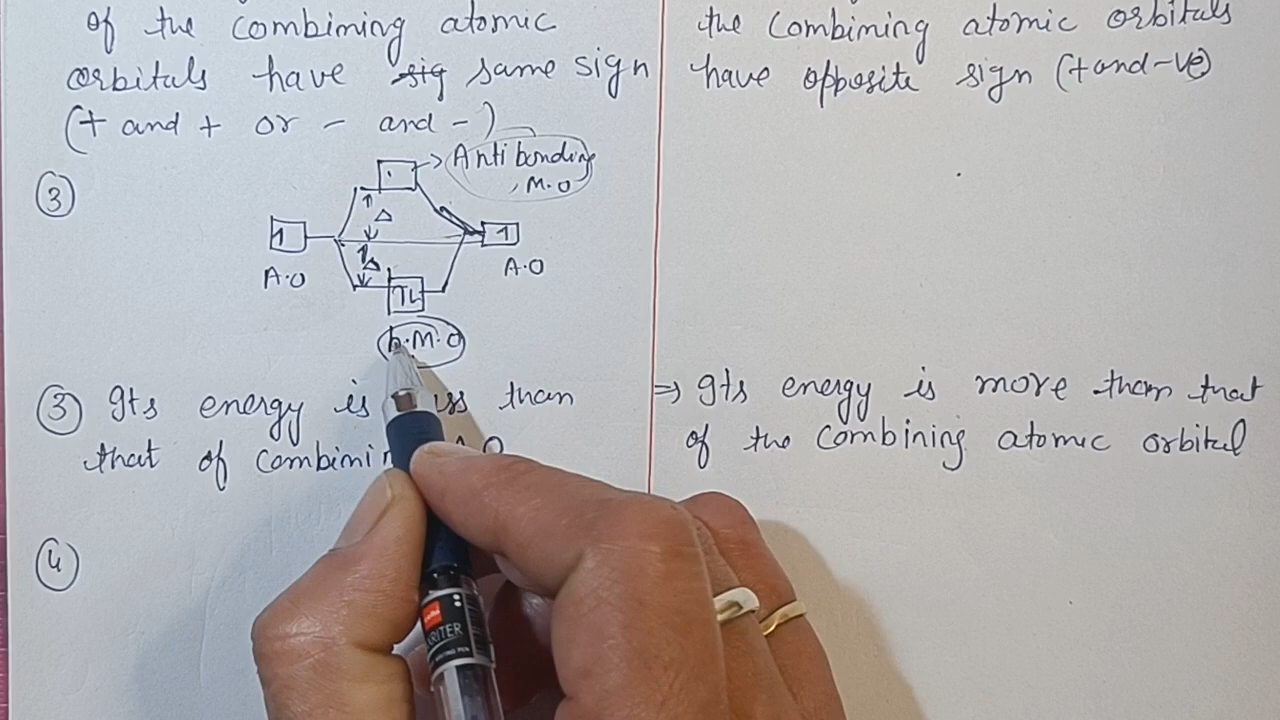 of the combining atomic
orbitals have sig same sign
(+ and + or - and -)
③
→ Anti bonding
M.O
Δ
1
1
Δ
A.O
A.O
1L
b.M.O
③ Its energy is than
that of
④
the combining atomic orbitals
have opposite sign (+ and -ve)
⇒ Its energy is more than that
of the combining atomic orbital